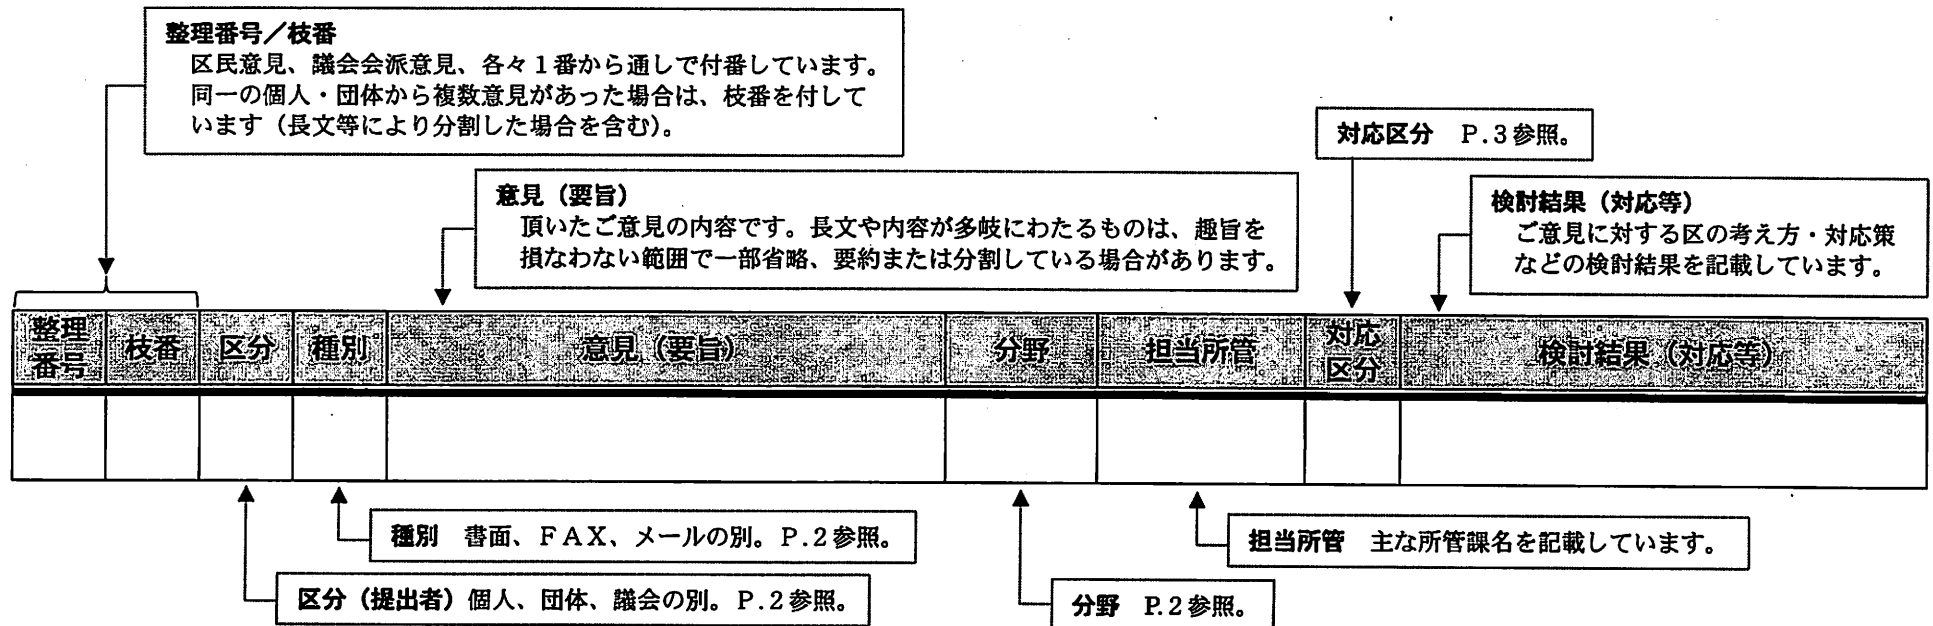 整理番号／枝番
区民意見、議会会派意見、各々１番から通しで付番しています。
同一の個人・団体から複数意見があった場合は、枝番を付して
います（長文等により分割した場合を含む）。
対応区分　Ｐ.３参照。
意見（要旨）
頂いたご意見の内容です。長文や内容が多岐にわたるものは、趣旨を
損なわない範囲で一部省略、要約または分割している場合があります。
検討結果（対応等）
ご意見に対する区の考え方・対応策
などの検討結果を記載しています。
整理
番号
枝番
区分
種別
意見（要旨）
分野
担当所管
対応
区分
検討結果（対応等）
種別　書面、ＦＡＸ、メールの別。Ｐ.２参照。
担当所管　主な所管課名を記載しています。
区分（提出者）個人、団体、議会の別。Ｐ.２参照。
分野　P.２参照。